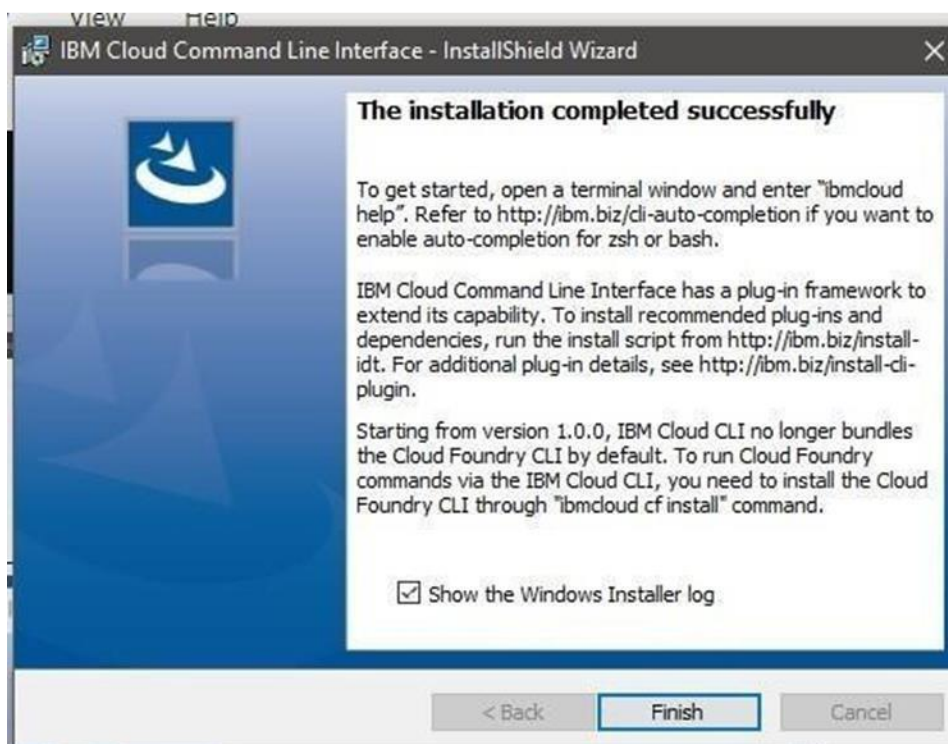 View Help
IBM Cloud Command Line Interface - InstallShield Wizard
The installation completed successfully
To get started, open a terminal window and enter "ibmcloud
help". Refer to http://ibm.biz/cli-auto-completion if you want to
enable auto-completion for zsh or bash.
IBM Cloud Command Line Interface has a plug-in framework to
extend its capability. To install recommended plug-ins and
dependencies, run the install script from http://ibm.biz/install-
idt. For additional plug-in details, see http://ibm.biz/install-cli-
plugin.
Starting from version 1.0.0, IBM Cloud CLI no longer bundles
the Cloud Foundry CLI by default. To run Cloud Foundry
commands via the IBM Cloud CLI, you need to install the Cloud
Foundry CLI through "ibmcloud cf install" command.
Show the Windows Installer log
< Back Finish Cancel